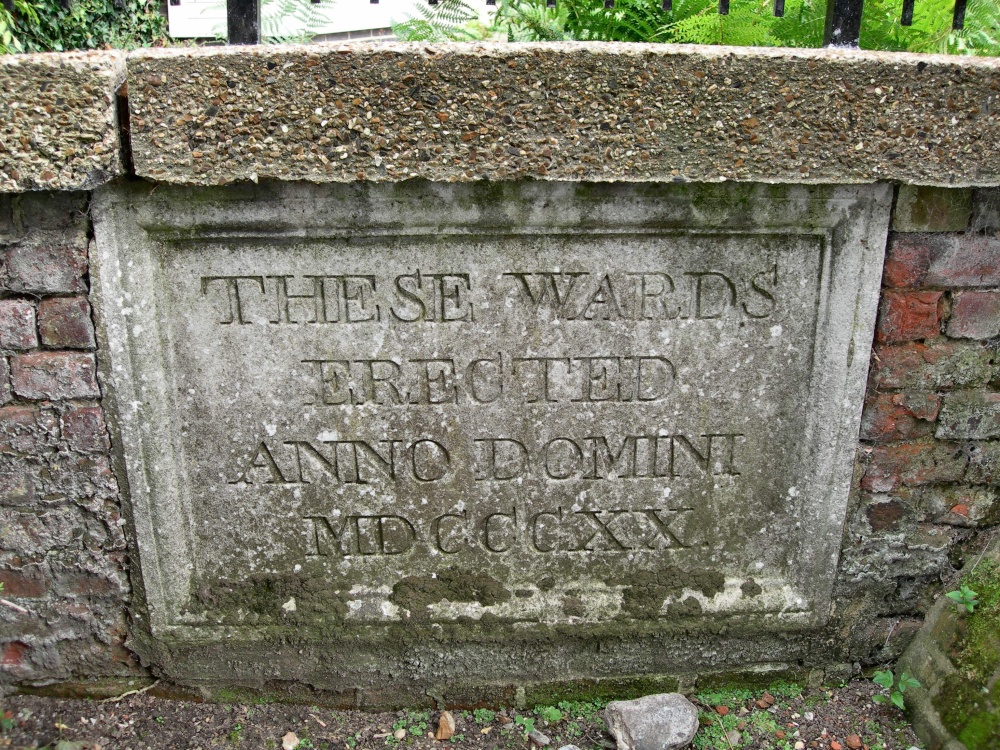 THESE WARDS
ERECTED
ANNO DOMINI
MDCCCXX.